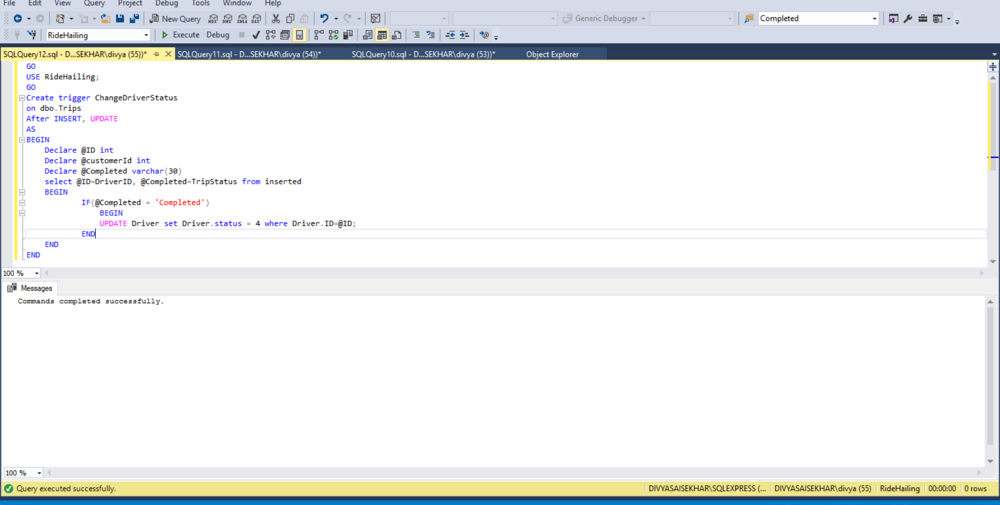 File Edit View Query Project Debug Tools Window Help
New Query MDX DMX XMLA DAX Generic Debugger Completed
RideHailing Execute Debug
SQLQuery12.sql - D...SEKHAR\divya (55))* SQLQuery11.sql - D...SEKHAR\divya (54))* SQLQuery10.sql - D...SEKHAR\divya (53))* Object Explorer
GO
USE RideHailing;
GO
Create trigger ChangeDriverStatus
on dbo.Trips
After INSERT, UPDATE
AS
BEGIN
Declare @ID int
Declare @customerId int
Declare @Completed varchar(30)
select @ID=DriverID, @Completed=TripStatus from inserted
BEGIN
IF(@Completed = 'Completed')
BEGIN
UPDATE Driver set Driver.status = 4 where Driver.ID=@ID;
END
END
END
100 %
Messages
Commands completed successfully.
100 %
Query executed successfully. DIVYASAISEKHAR\SQLEXPRESS (... DIVYASAISEKHAR\divya (55) RideHailing 00:00:00 0 rows